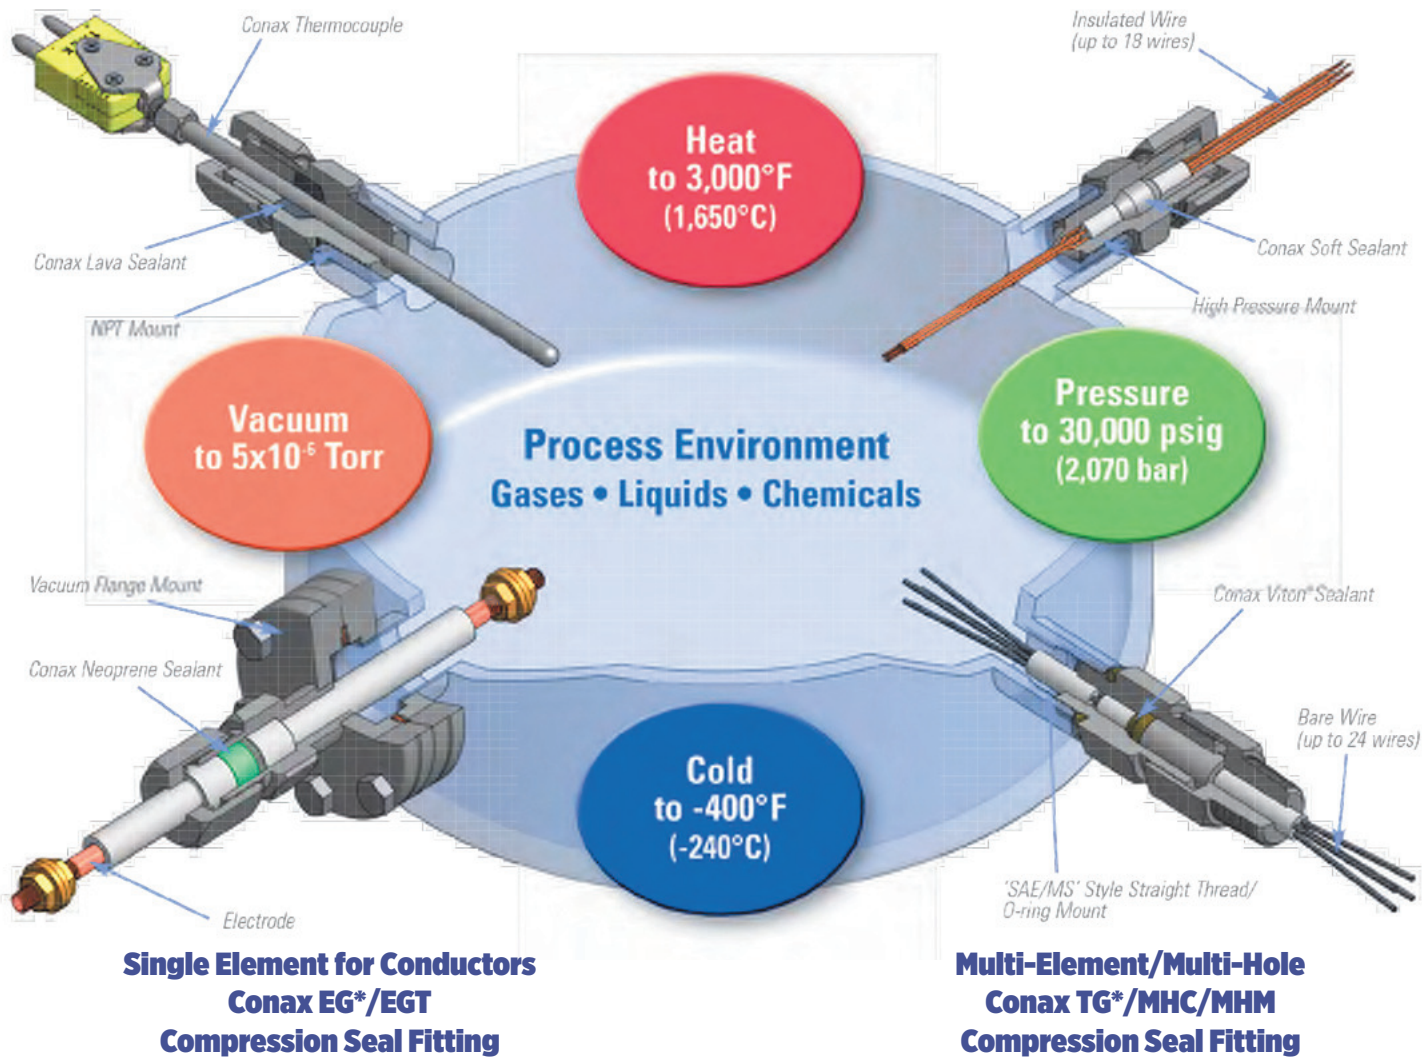 Conax Thermocouple
Insulated Wire
(up to 18 wires)
Heat
to 3,000°F
(1,650°C)
Conax Lava Sealant
Conax Soft Sealant
NPT Mount
High Pressure Mount
Vacuum
to 5x10⁻⁶ Torr
Process Environment
Gases • Liquids • Chemicals
Pressure
to 30,000 psig
(2,070 bar)
Vacuum Flange Mount
Conax Viton® Sealant
Conax Neoprene Sealant
Bare Wire
(up to 24 wires)
Cold
to -400°F
(-240°C)
'SAE/MS' Style Straight Thread/
O-ring Mount
Electrode
Single Element for Conductors
Conax EG*/EGT
Compression Seal Fitting
Multi-Element/Multi-Hole
Conax TG*/MHC/MHM
Compression Seal Fitting